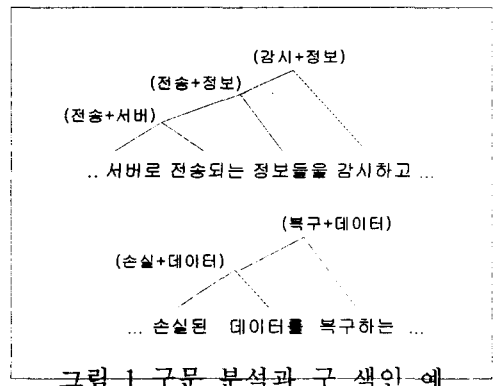 (감시+정보)
(전송+정보)
(전송+서버)
.. 서버로 전송되는 정보들을 감시하고 ...
(복구+데이터)
(손실+데이터)
... 손실된 데이터를 복구하는 ...
그림 1 구문 분석과 구 색인 예